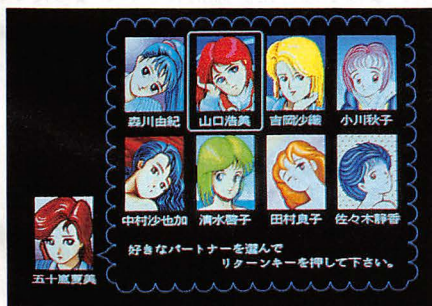 森川由紀 山口浩美 吉岡沙織 小川秋子
中村沙也加 清水啓子 田村良子 佐々木静香
五十嵐夏美
好きなパートナーを選んで
リターンキーを押して下さい。